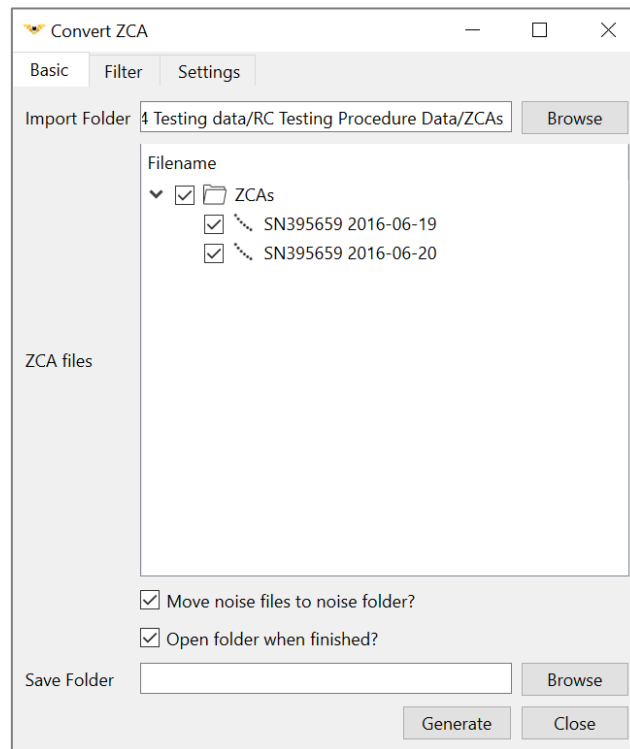 Convert ZCA
Basic Filter Settings
Import Folder 4 Testing data/RC Testing Procedure Data/ZCAs Browse
Filename
ZCAs
SN395659 2016-06-19
SN395659 2016-06-20
ZCA files
Move noise files to noise folder?
Open folder when finished?
Save Folder Browse
Generate Close